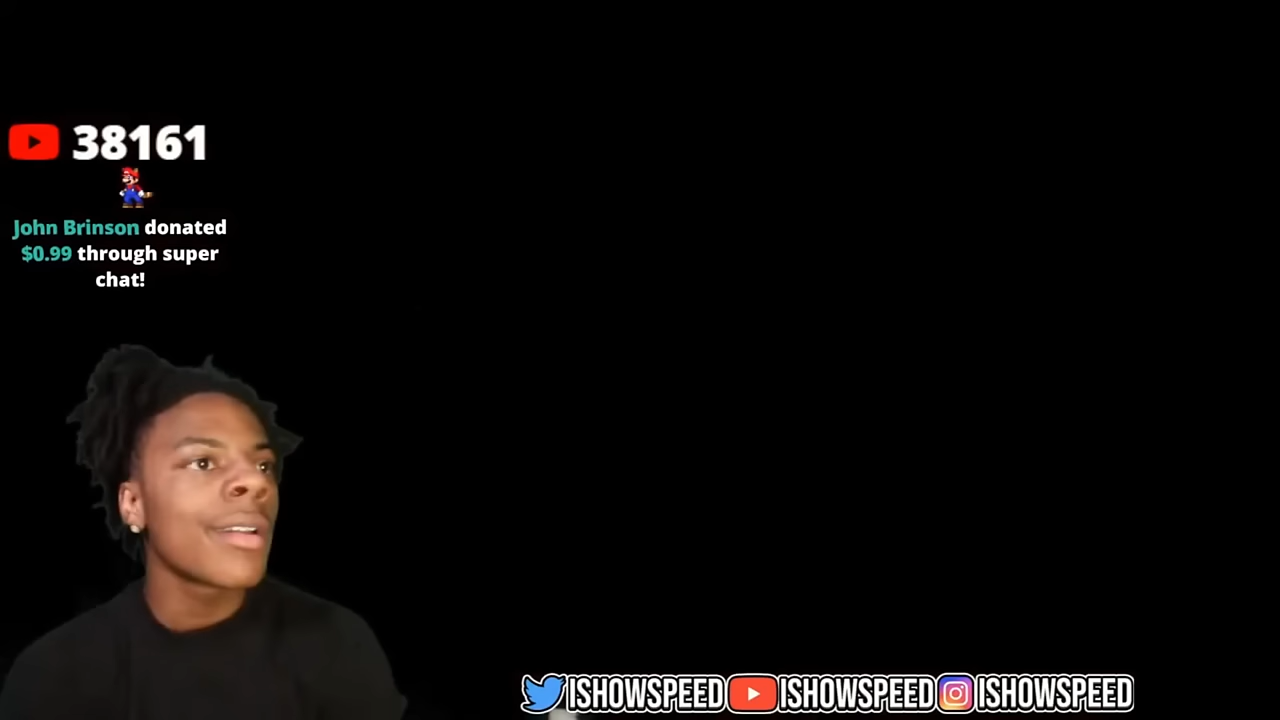 38161
John Brinson donated
$0.99 through super
chat!
ISHOWSPEED ISHOWSPEED ISHOWSPEED